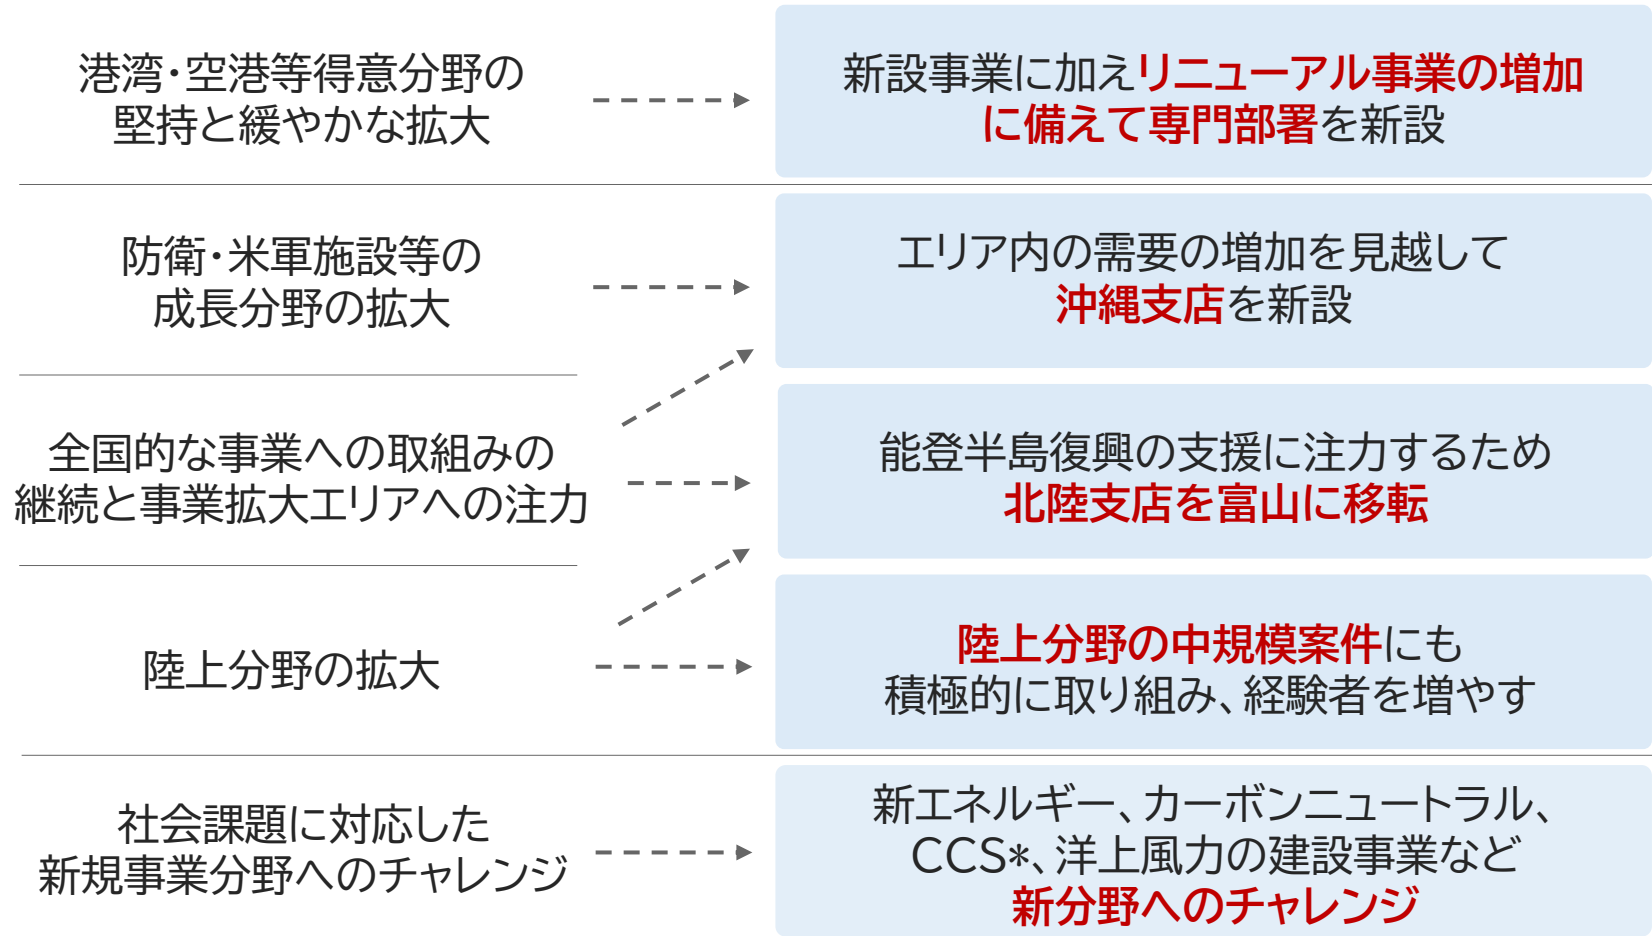 港湾・空港等得意分野の
堅持と緩やかな拡大
新設事業に加えリニューアル事業の増加
に備えて専門部署を新設
防衛・米軍施設等の
成長分野の拡大
エリア内の需要の増加を見越して
沖縄支店を新設
全国的な事業への取組みの
継続と事業拡大エリアへの注力
能登半島復興の支援に注力するため
北陸支店を富山に移転
陸上分野の拡大
陸上分野の中規模案件にも
積極的に取り組み、経験者を増やす
社会課題に対応した
新規事業分野へのチャレンジ
新エネルギー、カーボンニュートラル、
CCS*、洋上風力の建設事業など
新分野へのチャレンジ